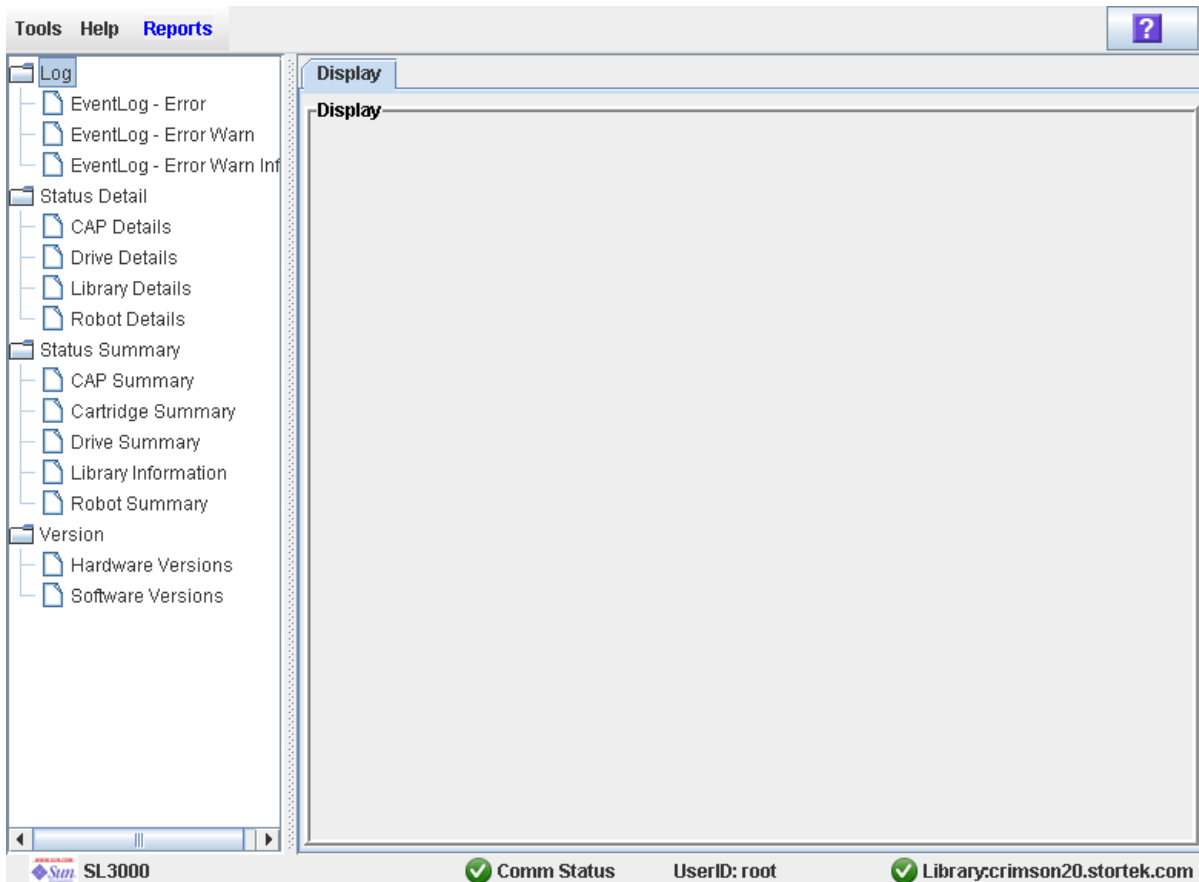 Tools Help Reports
?
Log
EventLog - Error
EventLog - Error Warn
EventLog - Error Warn Inf
Status Detail
CAP Details
Drive Details
Library Details
Robot Details
Status Summary
CAP Summary
Cartridge Summary
Drive Summary
Library Information
Robot Summary
Version
Hardware Versions
Software Versions
Display
Display
Sun SL3000
Comm Status
UserID: root
Library:crimson20.stortek.com